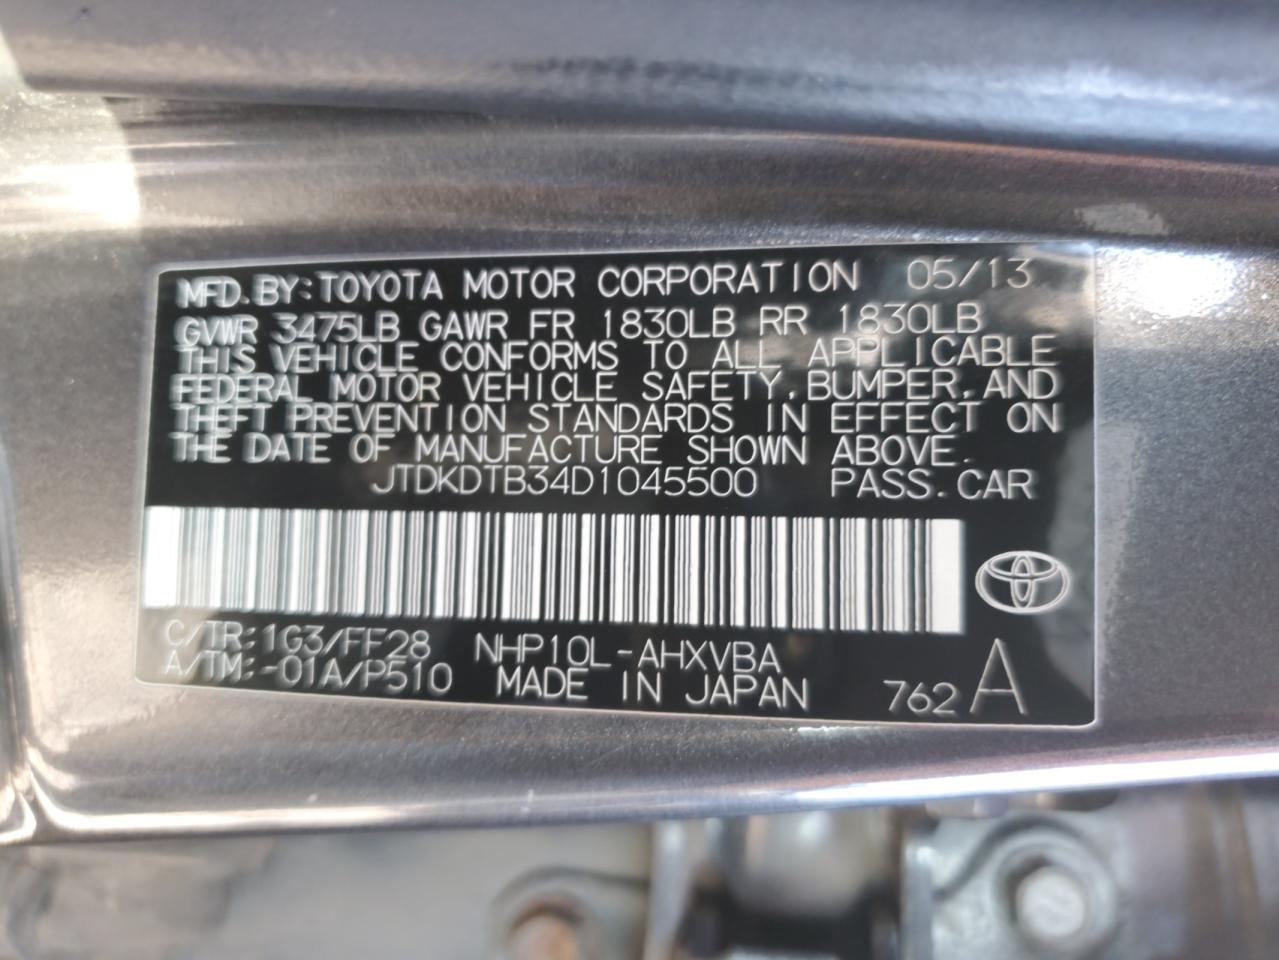 MFD. BY: TOYOTA MOTOR CORPORATION 05/13
GVWR 3475LB GAWR FR 1830LB RR 1830LB
THIS VEHICLE CONFORMS TO ALL APPLICABLE
FEDERAL MOTOR VEHICLE SAFETY, BUMPER, AND
THEFT PREVENTION STANDARDS IN EFFECT ON
THE DATE OF MANUFACTURE SHOWN ABOVE.
JTDKDTB34D1045500 PASS. CAR
C/TR: 1G3/FF28 NHP10L-AHXVBA
A/TM: -01A/P510 MADE IN JAPAN 762 A